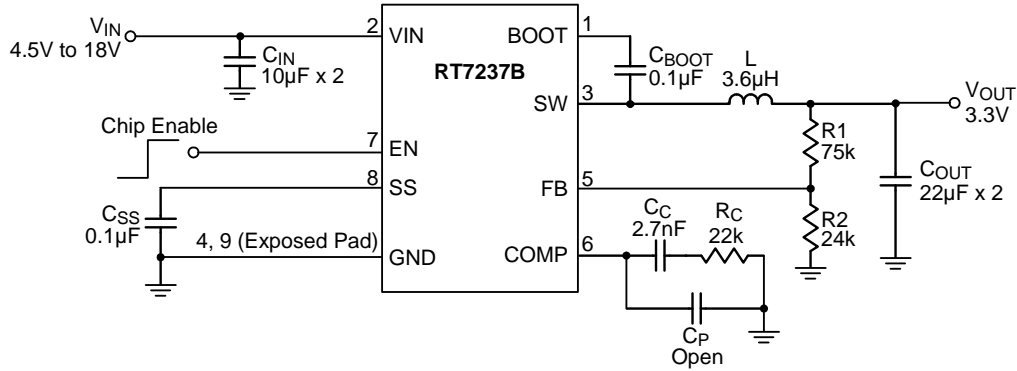 VIN
4.5V to 18V
CIN
10µF x 2
2
VIN
BOOT
1
RT7237B
CBOOT
0.1µF
L
3.6µH
SW
3
VOUT
3.3V
Chip Enable
7
EN
R1
75k
COUT
22µF x 2
8
SS
FB
5
CSS
0.1µF
R2
24k
4, 9 (Exposed Pad)
GND
COMP
6
CC
2.7nF
RC
22k
CP
Open